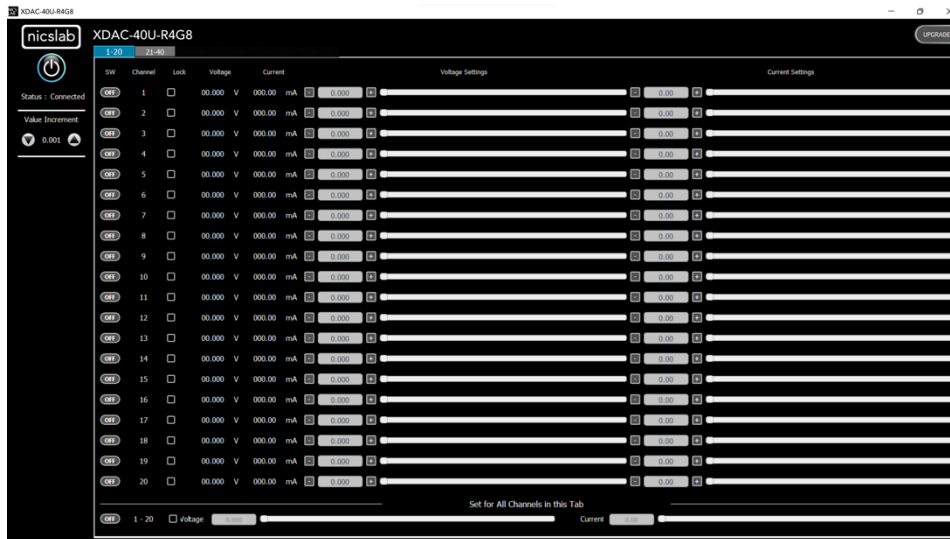 XDAC-40U-R4G8
nicslab XDAC-40U-R4G8 UPGRADE
1-20 21-40
SW Channel Lock Voltage Current Voltage Settings Current Settings
Status : Connected
Value Increment
0.001
OFF 1 00.000 V 000.00 mA - 0.000 + - 0.00 +
OFF 2 00.000 V 000.00 mA - 0.000 + - 0.00 +
OFF 3 00.000 V 000.00 mA - 0.000 + - 0.00 +
OFF 4 00.000 V 000.00 mA - 0.000 + - 0.00 +
OFF 5 00.000 V 000.00 mA - 0.000 + - 0.00 +
OFF 6 00.000 V 000.00 mA - 0.000 + - 0.00 +
OFF 7 00.000 V 000.00 mA - 0.000 + - 0.00 +
OFF 8 00.000 V 000.00 mA - 0.000 + - 0.00 +
OFF 9 00.000 V 000.00 mA - 0.000 + - 0.00 +
OFF 10 00.000 V 000.00 mA - 0.000 + - 0.00 +
OFF 11 00.000 V 000.00 mA - 0.000 + - 0.00 +
OFF 12 00.000 V 000.00 mA - 0.000 + - 0.00 +
OFF 13 00.000 V 000.00 mA - 0.000 + - 0.00 +
OFF 14 00.000 V 000.00 mA - 0.000 + - 0.00 +
OFF 15 00.000 V 000.00 mA - 0.000 + - 0.00 +
OFF 16 00.000 V 000.00 mA - 0.000 + - 0.00 +
OFF 17 00.000 V 000.00 mA - 0.000 + - 0.00 +
OFF 18 00.000 V 000.00 mA - 0.000 + - 0.00 +
OFF 19 00.000 V 000.00 mA - 0.000 + - 0.00 +
OFF 20 00.000 V 000.00 mA - 0.000 + - 0.00 +
Set for All Channels in this Tab
OFF 1 - 20 Voltage 0.000 Current 0.00